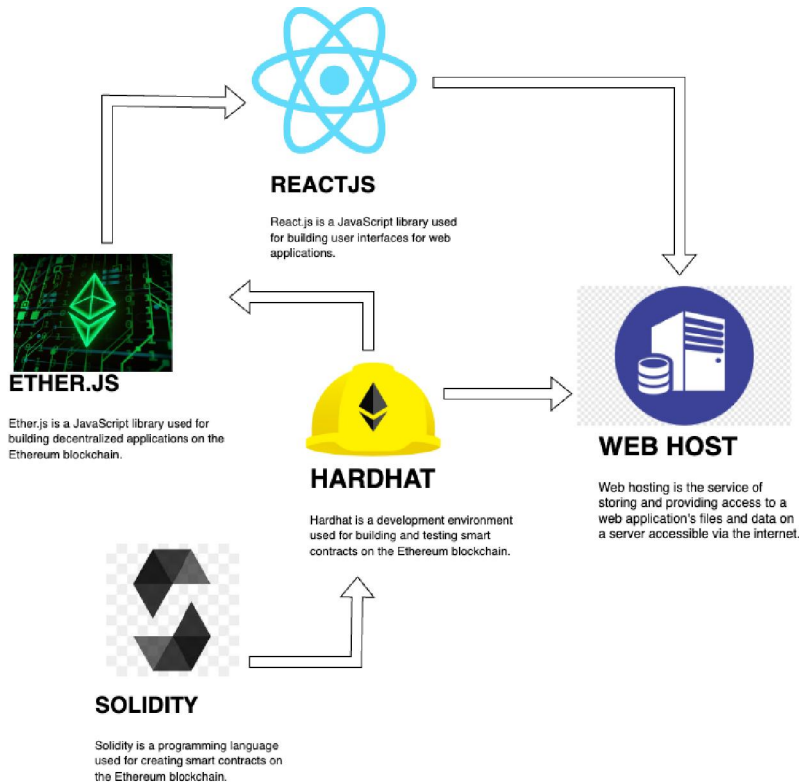 REACTJS
React.js is a JavaScript library used
for building user interfaces for web
applications.
ETHER.JS
Ether.js is a JavaScript library used for
building decentralized applications on the
Ethereum blockchain.
HARDHAT
Hardhat is a development environment
used for building and testing smart
contracts on the Ethereum blockchain.
WEB HOST
Web hosting is the service of
storing and providing access to a
web application's files and data on
a server accessible via the internet.
SOLIDITY
Solidity is a programming language
used for creating smart contracts on
the Ethereum blockchain.